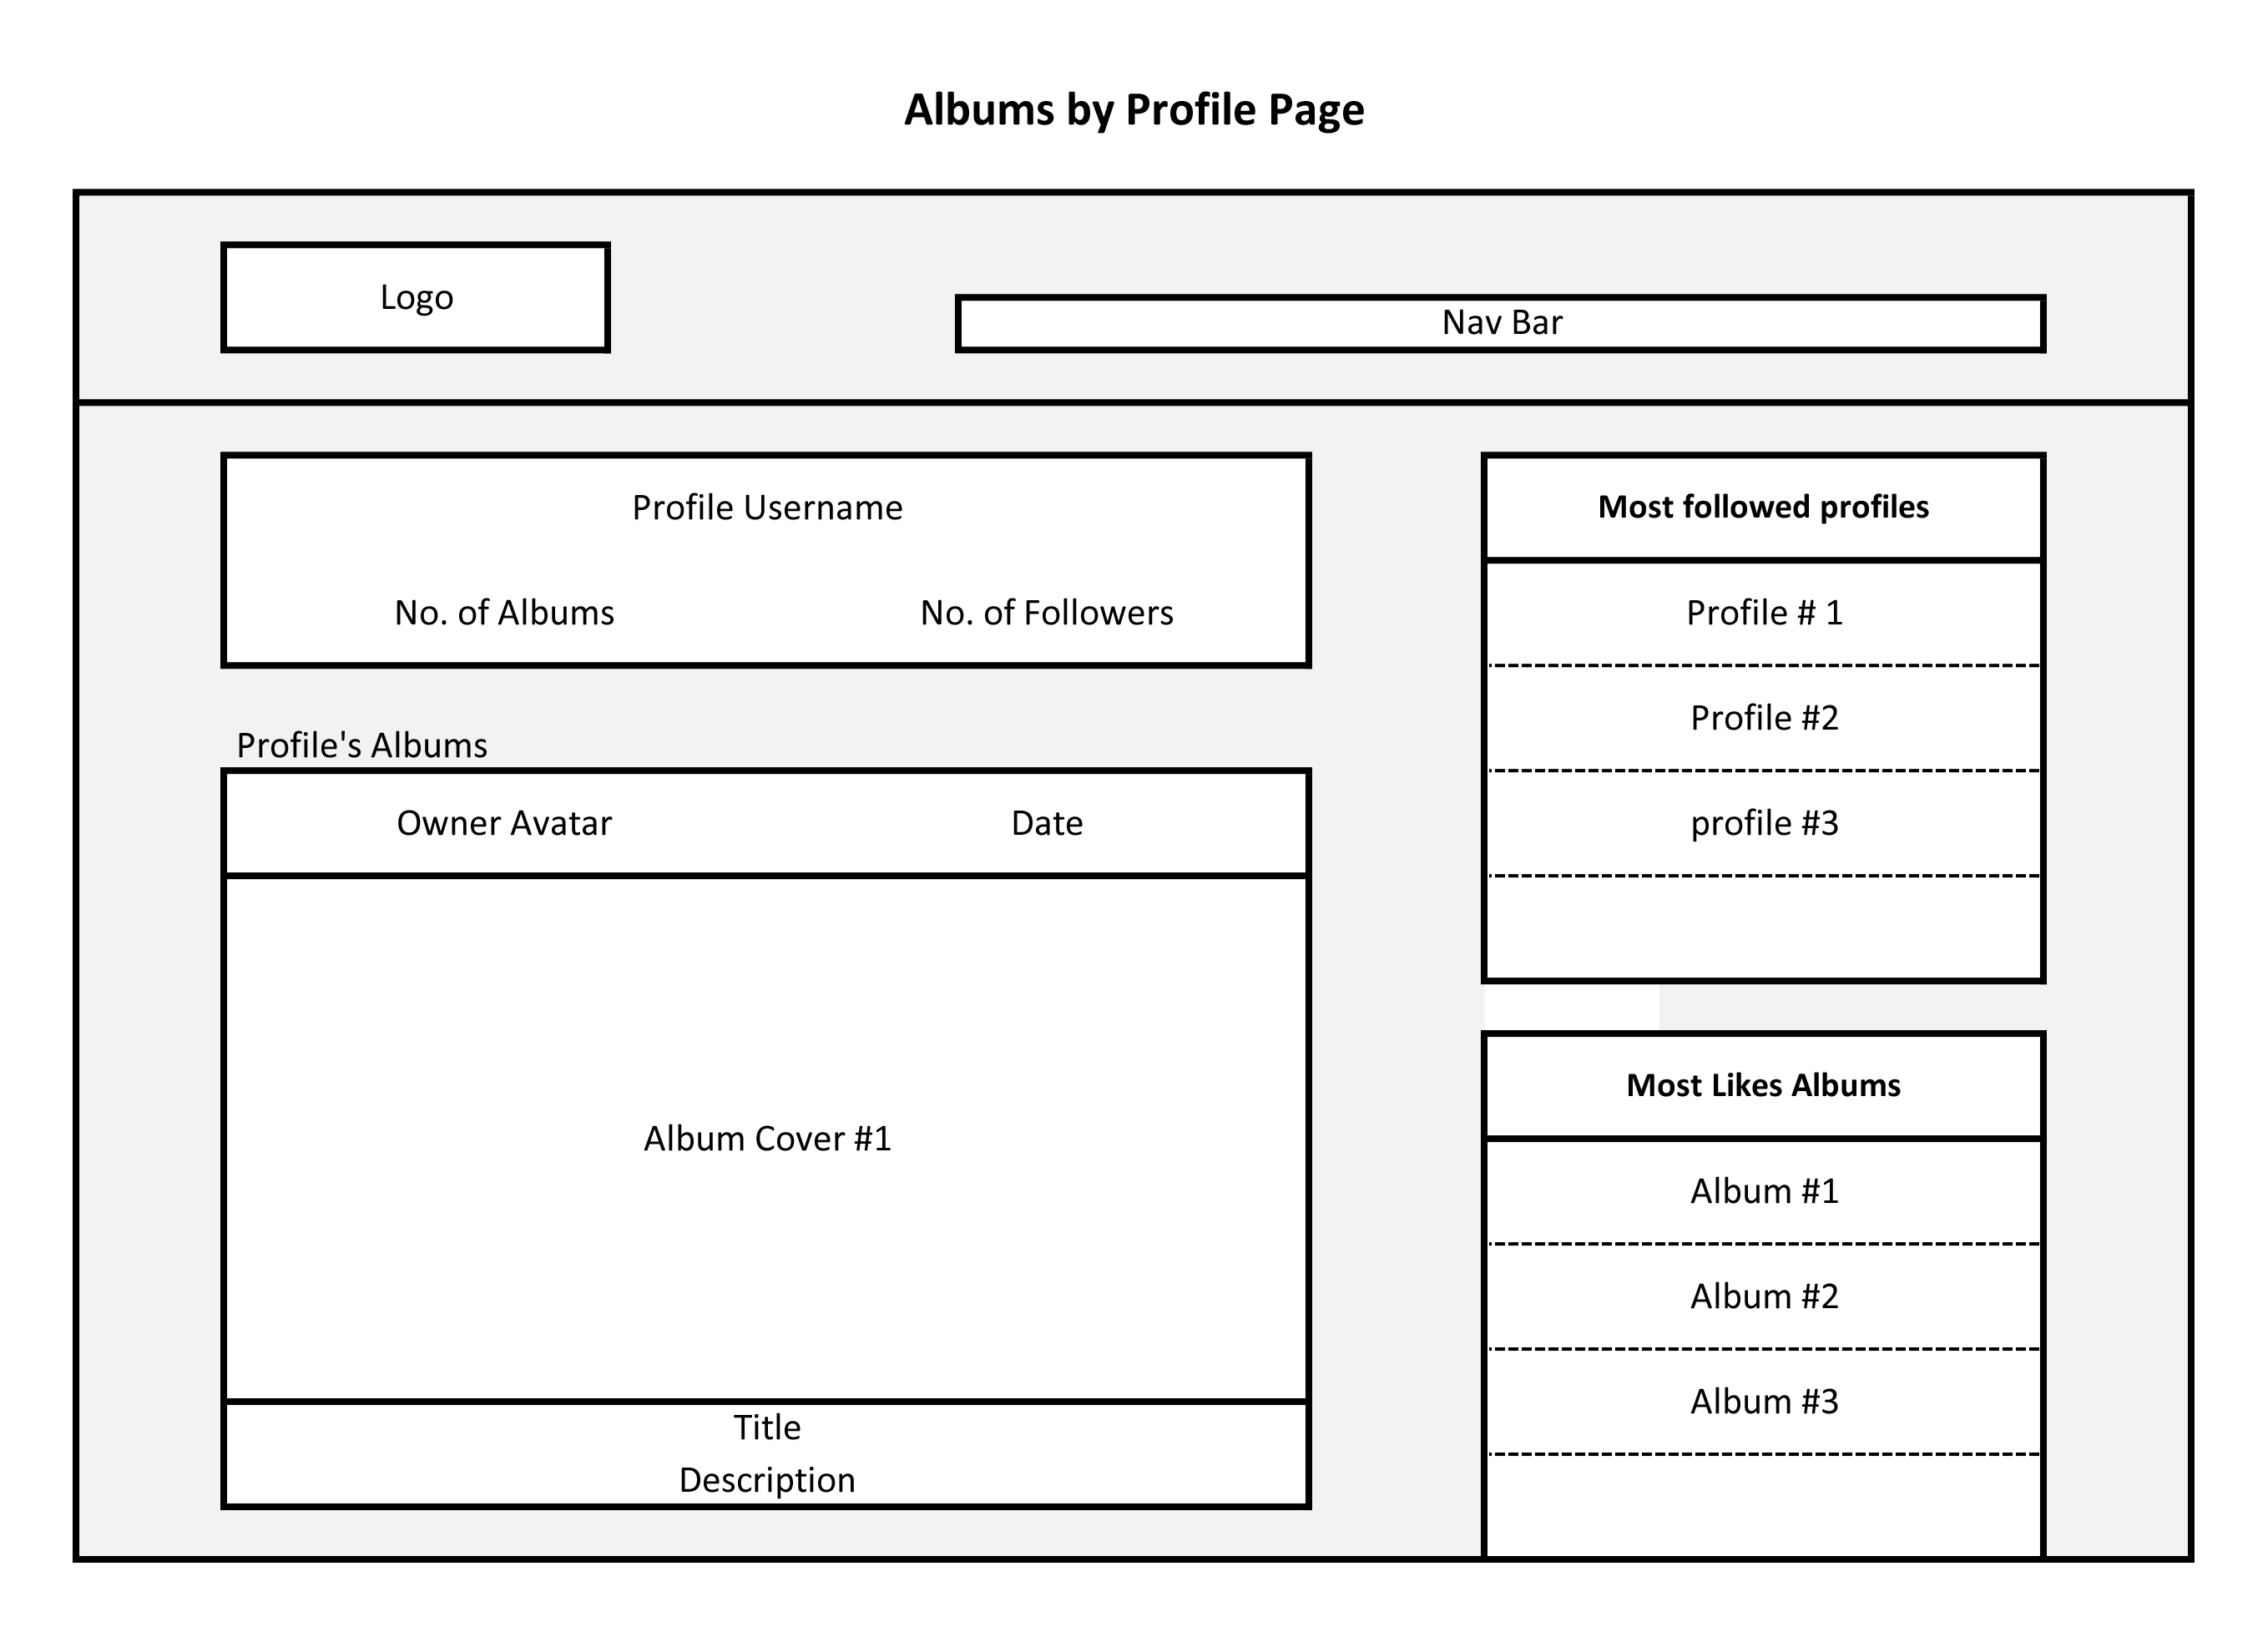 Albums by Profile Page
Logo
Nav Bar
Profile Username
No. of Albums
No. of Followers
Profile's Albums
Owner Avatar
Date
Album Cover #1
Title
Description
Most followed profiles
Profile # 1
Profile #2
profile #3
Most Likes Albums
Album #1
Album #2
Album #3